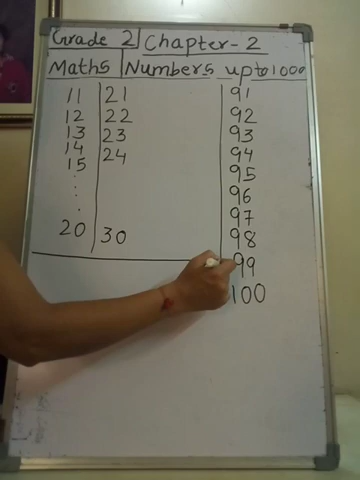 Grade 2 Chapter-2
Maths Numbers upto 1000
11 21 91
12 22 92
13 23 93
14 24 94
15 95
. 96
. 97
. 98
20 30 99
100